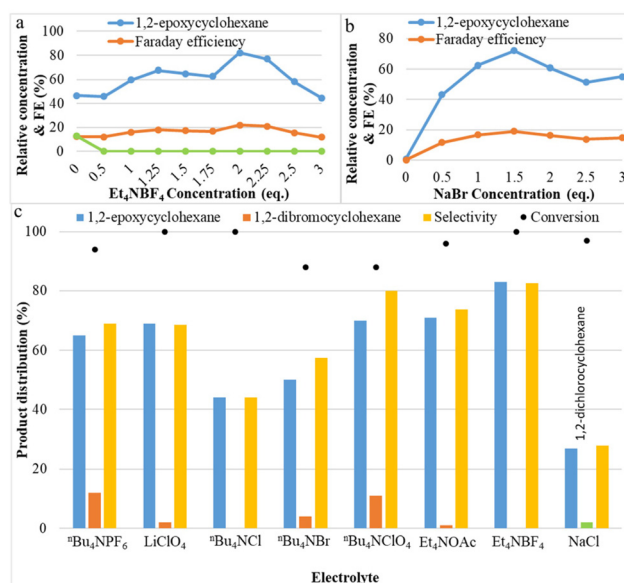 a
1,2-epoxycyclohexane
Faraday efficiency
Relative concentration
& FE (%)
100
80
60
40
20
0
0
0.5
1
1.25
1.5
1.75
2
2.25
2.5
3
Et₄NBF₄ Concentration (eq.)
b
1,2-epoxycyclohexane
Faraday efficiency
Relative concentration
& FE (%)
80
60
40
20
0
0 0.5 1 1.5 2 2.5 3
NaBr Concentration (eq.)
c
1,2-epoxycyclohexane 1,2-dibromocyclohexane Selectivity Conversion
Product distribution (%)
100
80
60
40
20
0
1,2-dichlorocyclohexane
ⁿBu₄NPF₆ LiClO₄ ⁿBu₄NCl ⁿBu₄NBr ⁿBu₄NClO₄ Et₄NOAc Et₄NBF₄ NaCl
Electrolyte